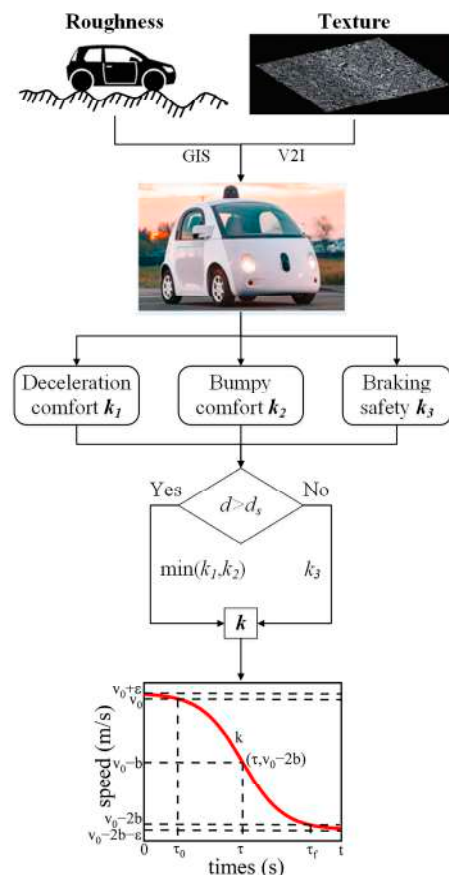 Roughness
Texture
GIS
V2I
Deceleration
comfort k₁
Bumpy
comfort k₂
Braking
safety k₃
Yes
No
d>dₛ
min(k₁,k₂)
k₃
k
speed (m/s)
v₀+ε
v₀
v₀−b
v₀−2b
v₀−2b−ε
k
(τ,v₀−2b)
0
τ₀
τ
τf
t
times (s)